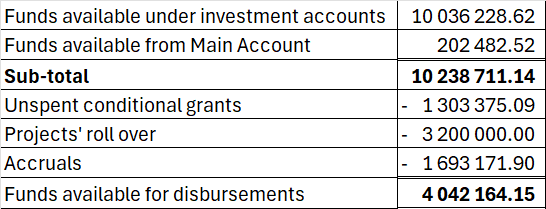 Funds available under investment accounts 10 036 228.62
Funds available from Main Account 202 482.52
Sub-total 10 238 711.14
Unspent conditional grants - 1 303 375.09
Projects' roll over - 3 200 000.00
Accruals - 1 693 171.90
Funds available for disbursements 4 042 164.15